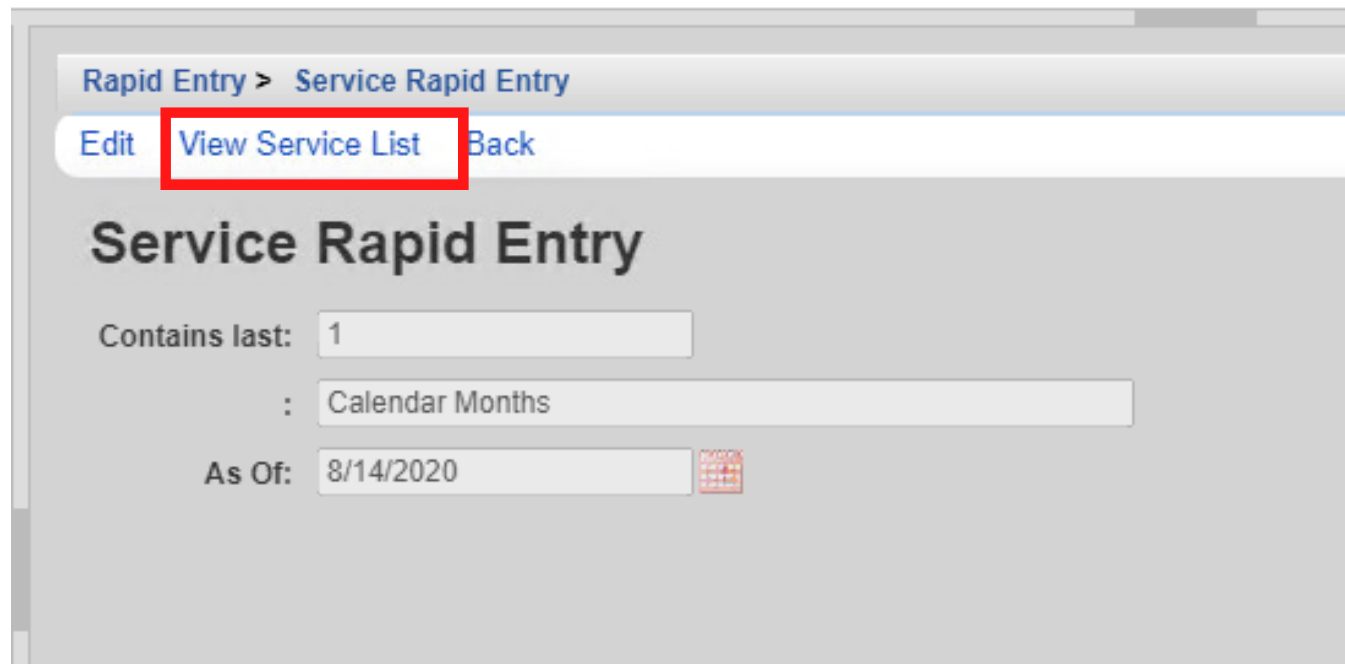 Rapid Entry > Service Rapid Entry
Edit View Service List Back
Service Rapid Entry
Contains last: 1
: Calendar Months
As Of: 8/14/2020